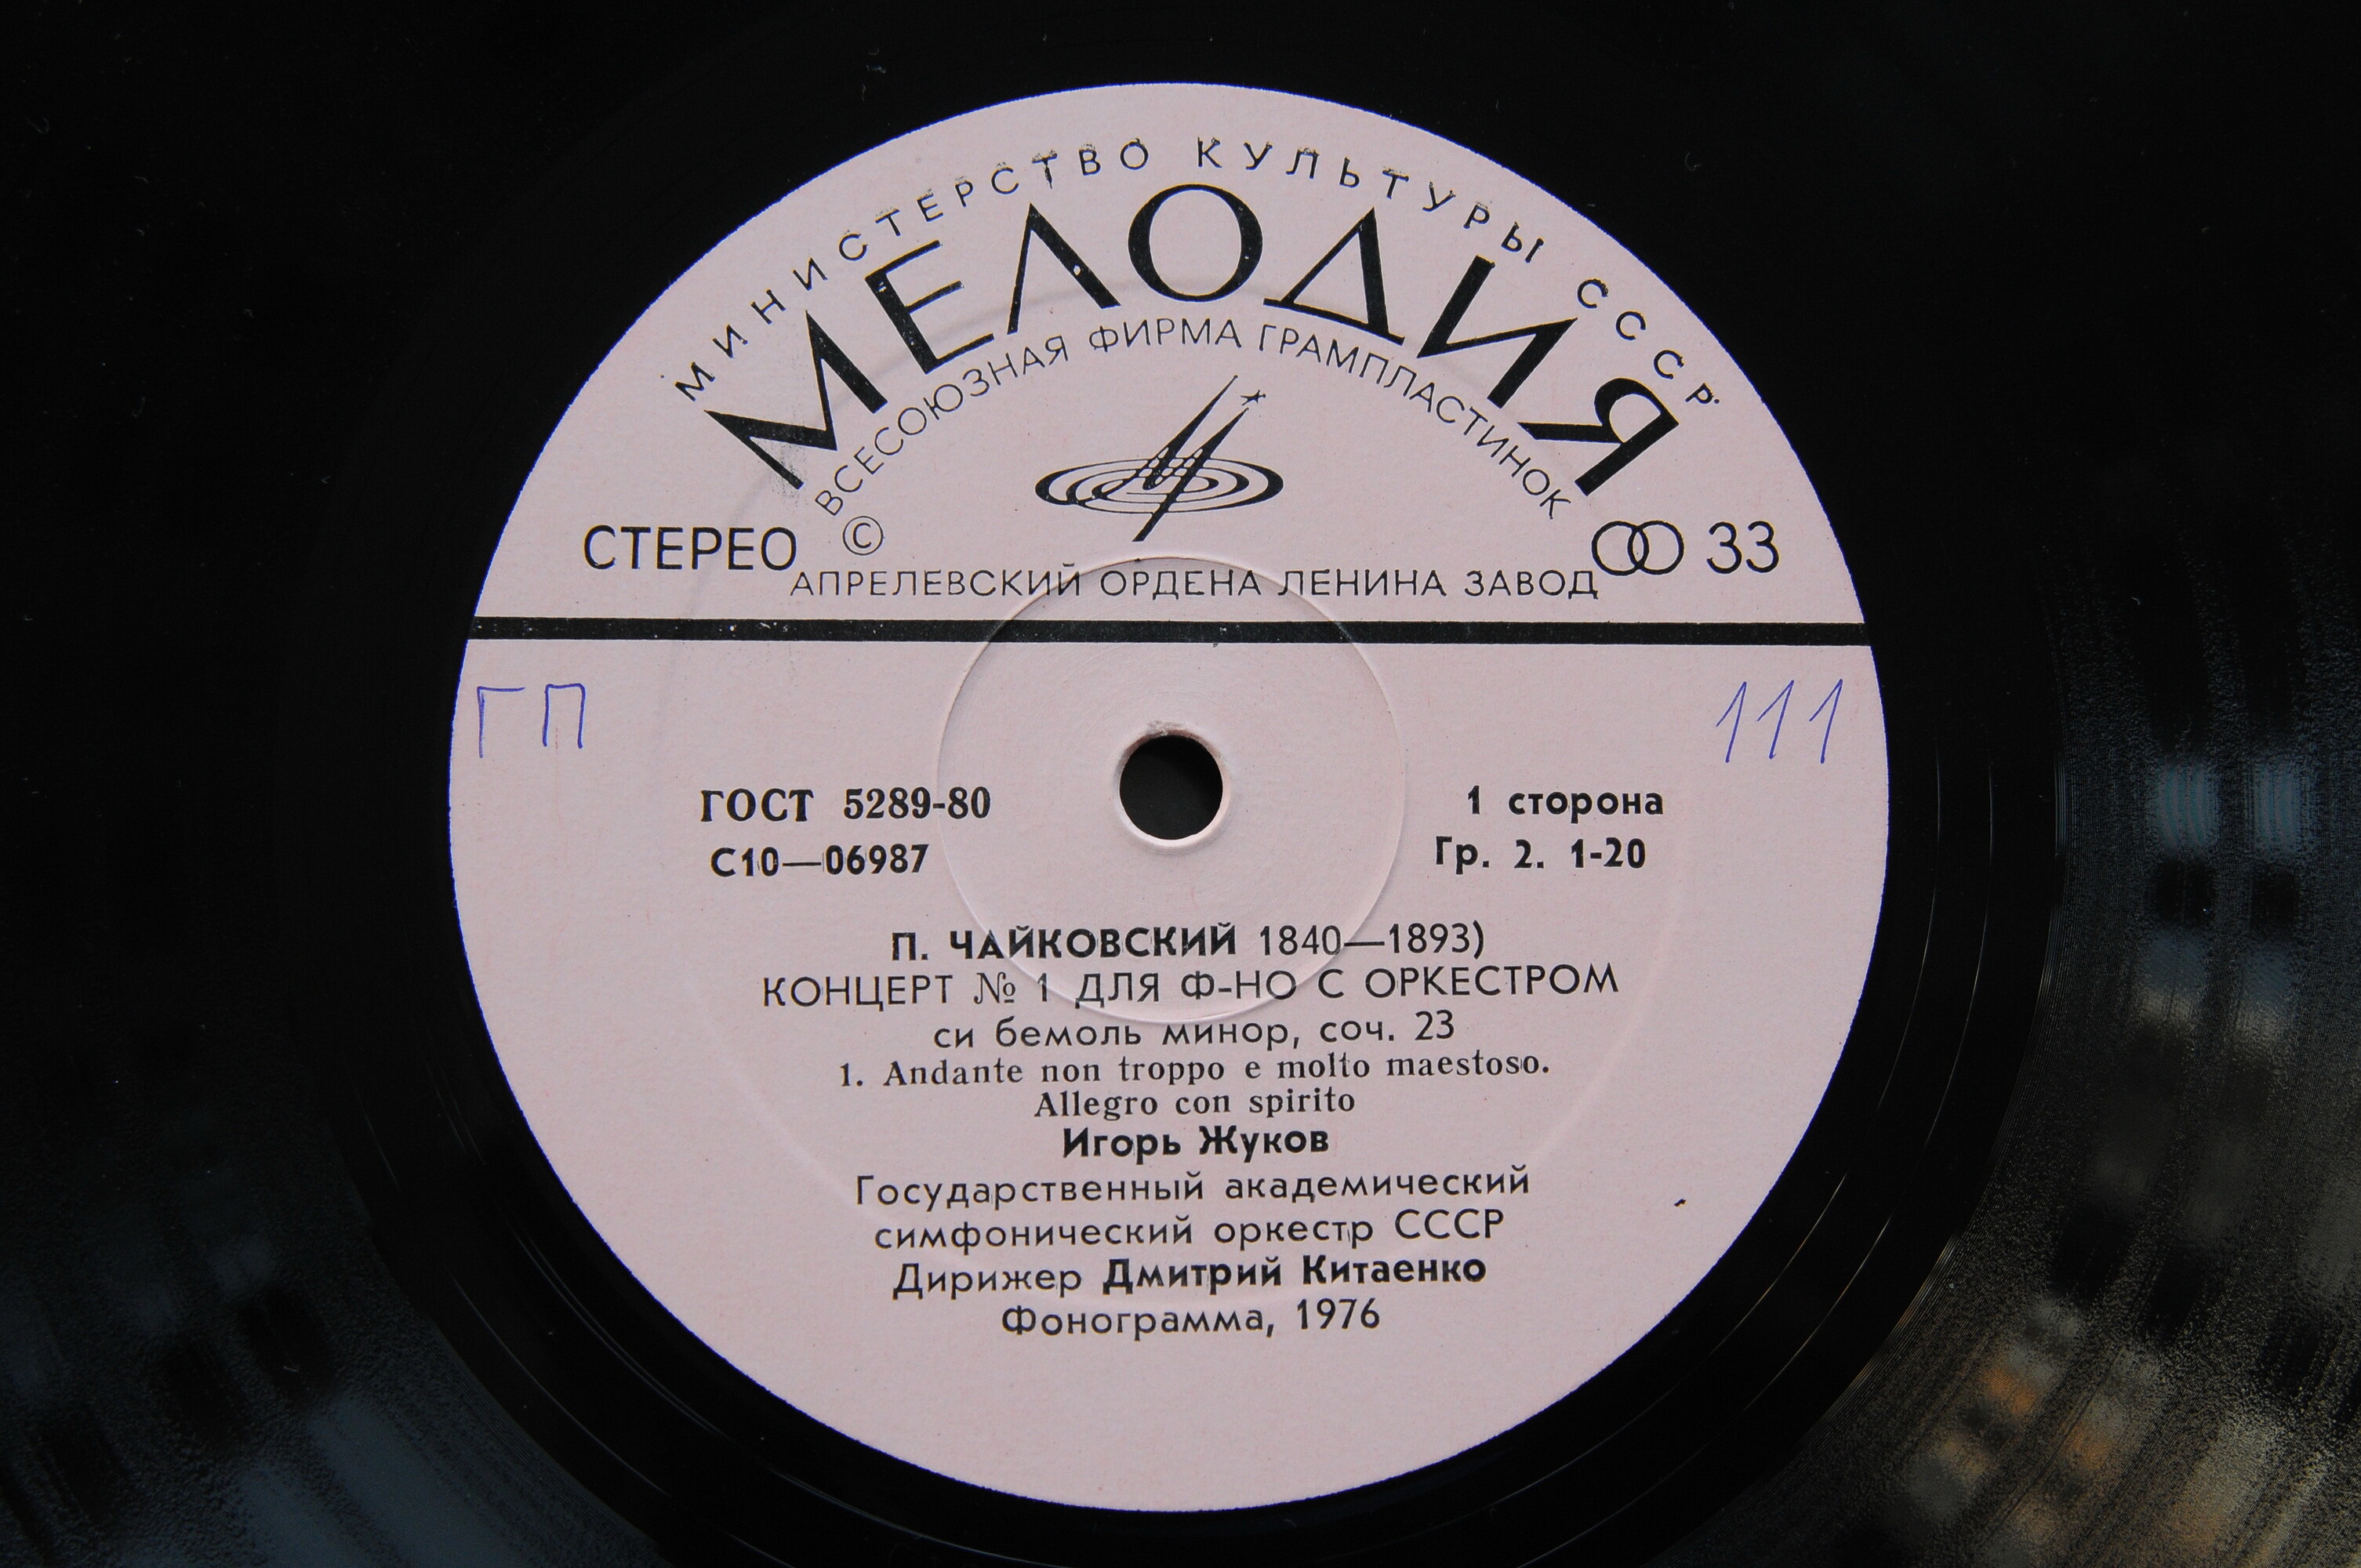 МИНИСТЕРСТВО КУЛЬТУРЫ СССР
МЕЛОДИЯ
ВСЕСОЮЗНАЯ ФИРМА ГРАМПЛАСТИНОК
СТЕРЕО © 33
АПРЕЛЕВСКИЙ ОРДЕНА ЛЕНИНА ЗАВОД
ГП 111
ГОСТ 5289-80 1 сторона
С10—06987 Гр. 2. 1-20
П. ЧАЙКОВСКИЙ 1840—1893)
КОНЦЕРТ № 1 ДЛЯ Ф-НО С ОРКЕСТРОМ
си бемоль минор, соч. 23
1. Andante non troppo e molto maestoso.
Allegro con spirito
Игорь Жуков
Государственный академический
симфонический оркестр СССР
Дирижер Дмитрий Китаенко
Фонограмма, 1976